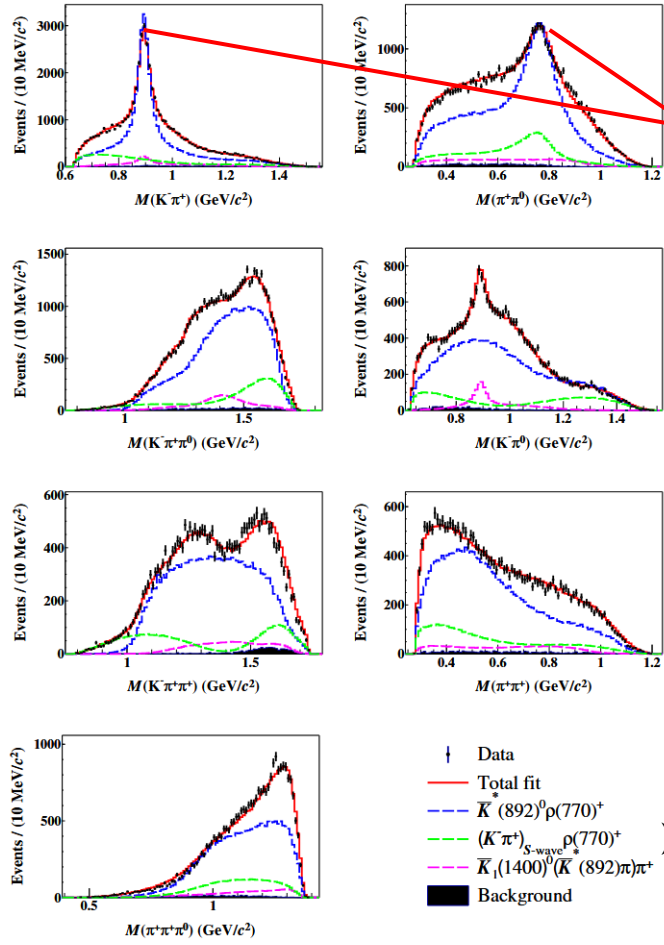 Events / (10 MeV/c²)
3000
2000
1000
0
0.6 0.8 1 1.2 1.4
M(K⁻π⁺) (GeV/c²)
Events / (10 MeV/c²)
1000
500
0
0.4 0.6 0.8 1 1.2
M(π⁺π⁰) (GeV/c²)
Events / (10 MeV/c²)
1500
1000
500
0
1 1.5
M(K⁻π⁺π⁰) (GeV/c²)
Events / (10 MeV/c²)
800
600
400
200
0
0.8 1 1.2 1.4
M(K⁻π⁰) (GeV/c²)
Events / (10 MeV/c²)
600
400
200
0
1 1.5
M(K⁻π⁺π⁺) (GeV/c²)
Events / (10 MeV/c²)
600
400
200
0
0.4 0.6 0.8 1 1.2
M(π⁺π⁺) (GeV/c²)
Events / (10 MeV/c²)
1000
500
0
0.5 1
M(π⁺π⁺π⁰) (GeV/c²)
Data
Total fit
K̅*(892)⁰ρ(770)⁺
(K⁻π⁺)S-wave ρ(770)⁺
K̅₁(1400)⁰(K̅*(892)π)π⁺
Background
)